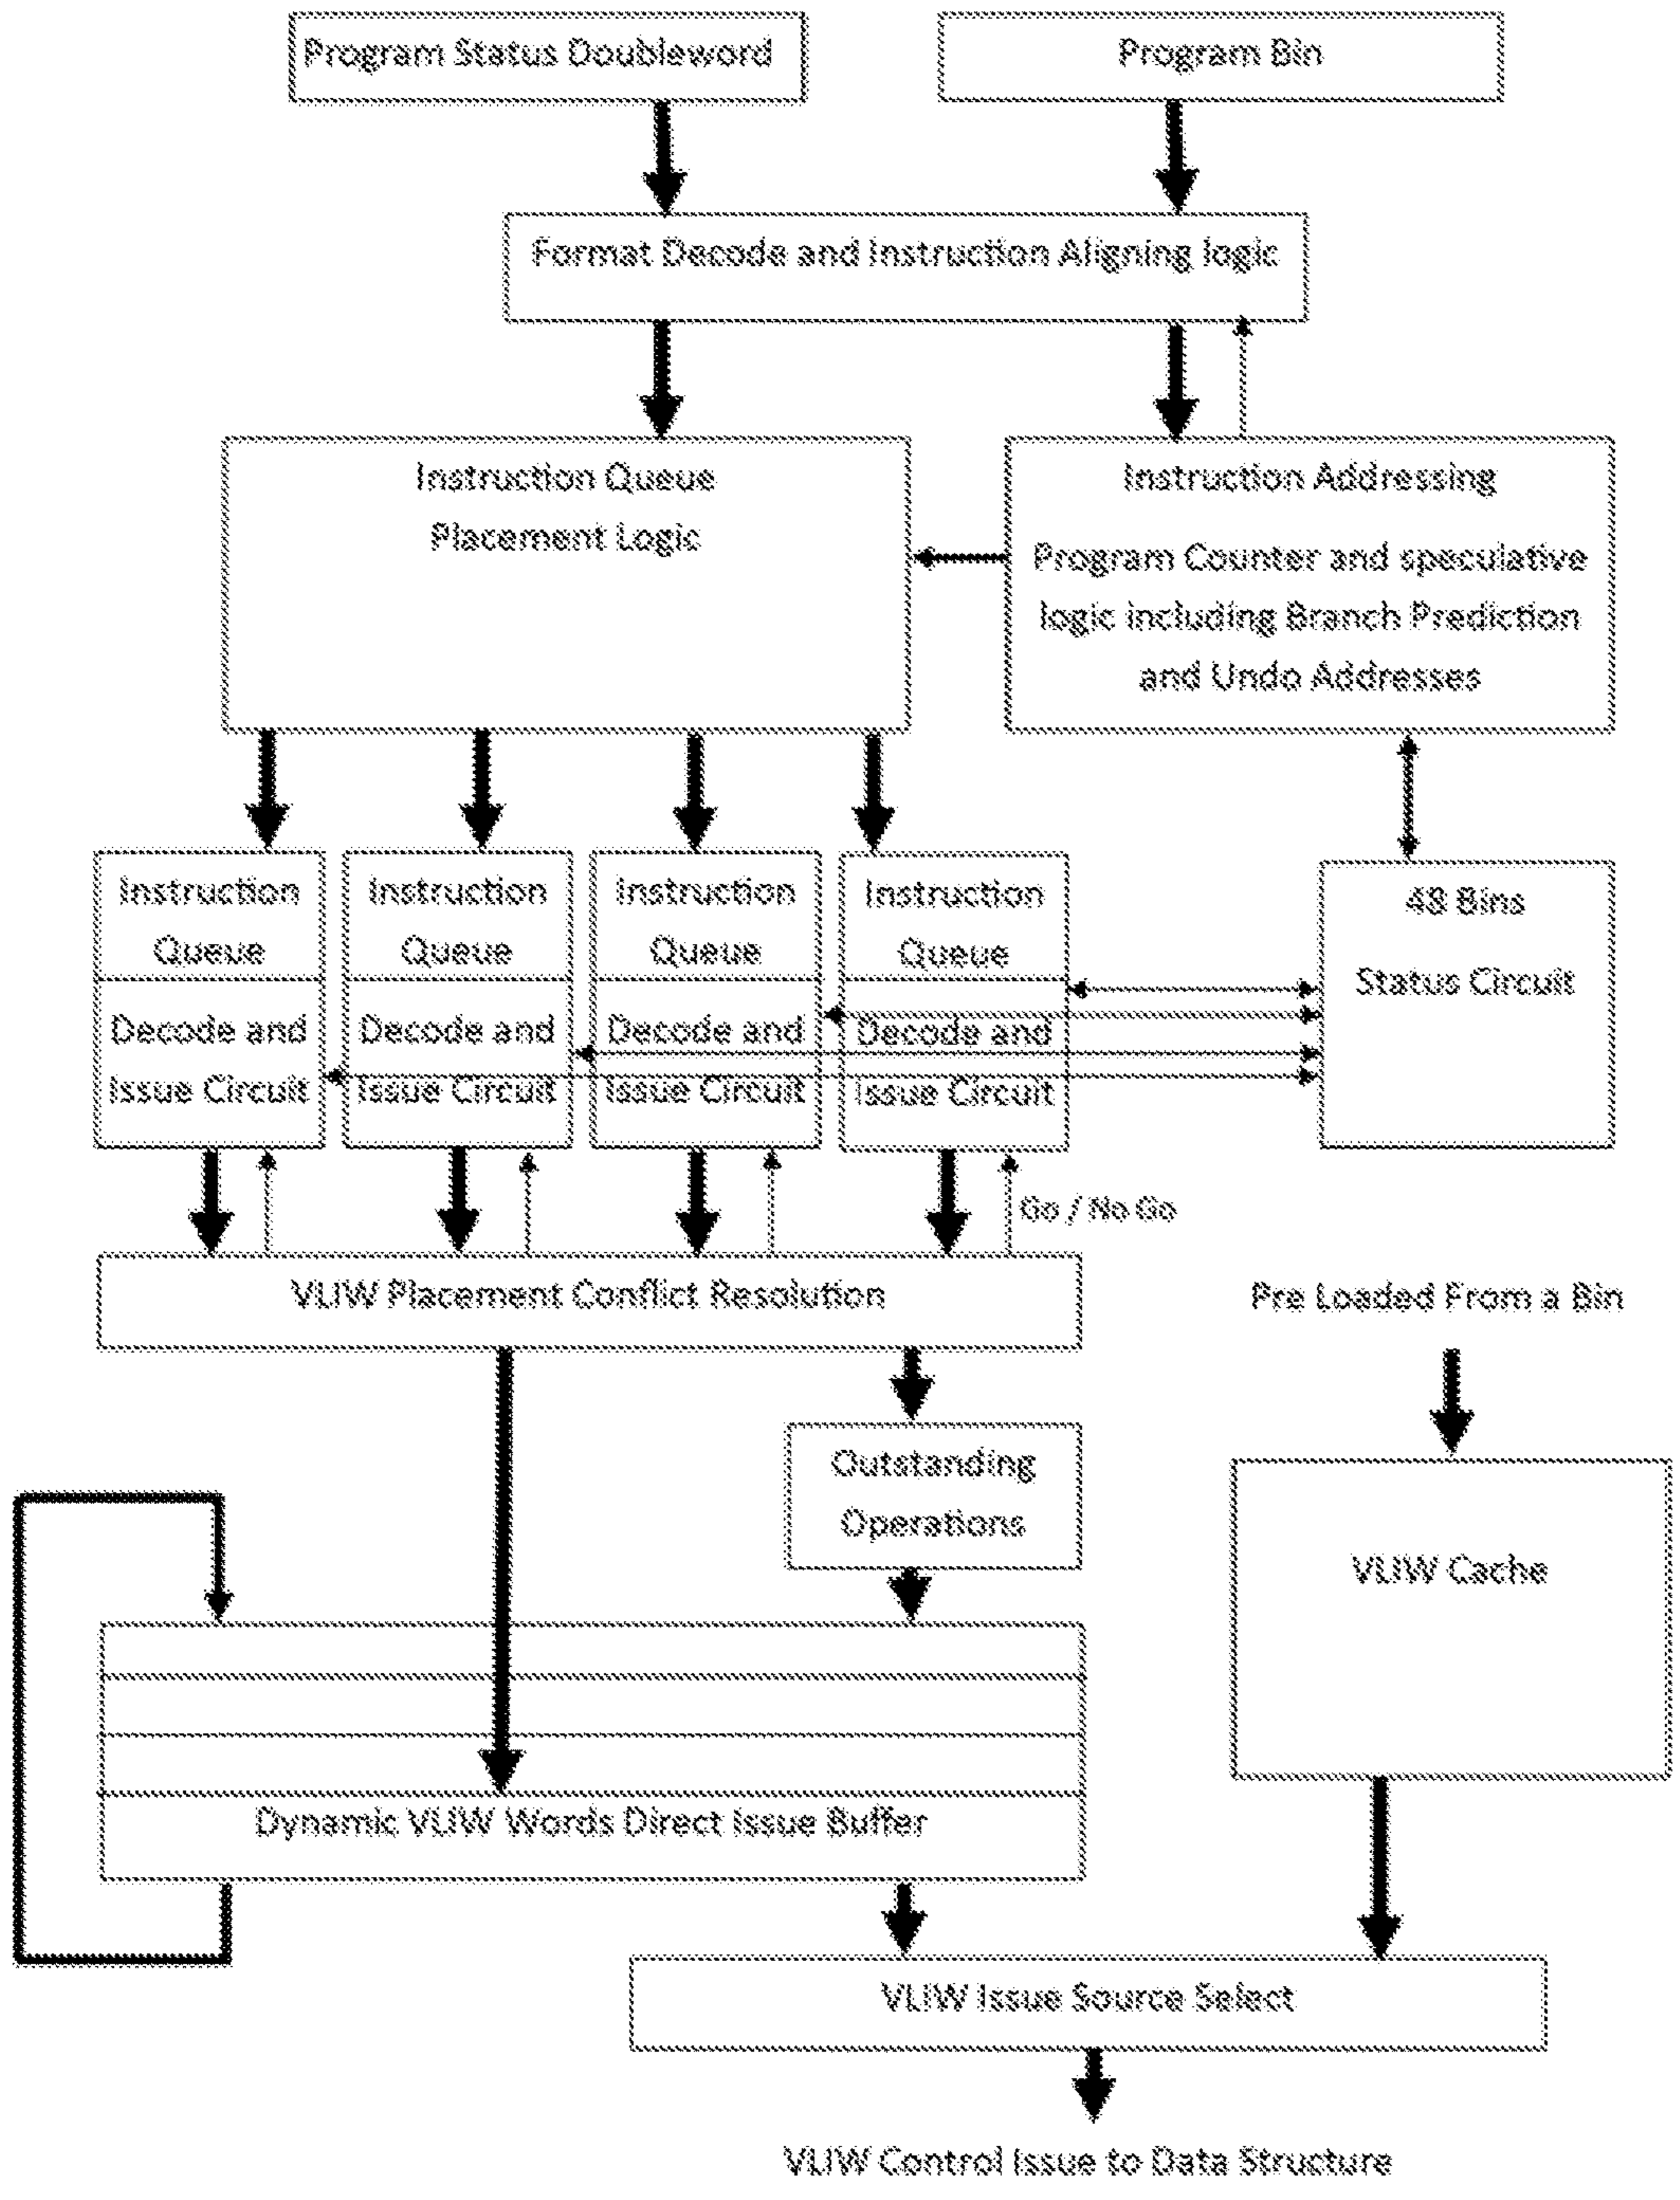 Program Status Doubleword
Program Bin
Format Decode and Instruction Aligning logic
Instruction Queue
Placement Logic
Instruction Addressing
Program Counter and speculative
logic including Branch Prediction
and Undo Addresses
Instruction
Queue
Decode and
Issue Circuit
Instruction
Queue
Decode and
Issue Circuit
Instruction
Queue
Decode and
Issue Circuit
Instruction
Queue
Decode and
Issue Circuit
48 Bins
Status Circuit
Go / No Go
VLIW Placement Conflict Resolution
Pre Loaded From a Bin
Outstanding
Operations
VLIW Cache
Dynamic VLIW Words Direct Issue Buffer
VLIW Issue Source Select
VLIW Control Issue to Data Structure